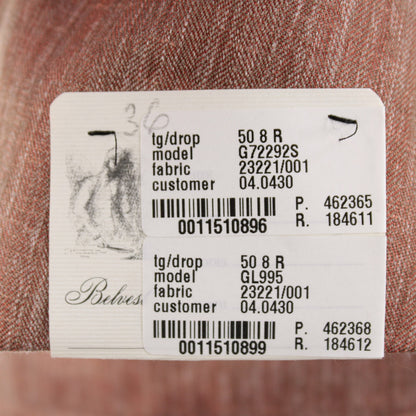 36
tg/drop 50 8 R
model G72292S
fabric 23221/001
customer 04.0430
P. 462365
0011510896 R. 184611
tg/drop 50 8 R
model GL995
fabric 23221/001
customer 04.0430
Belves
P. 462368
0011510899 R. 184612